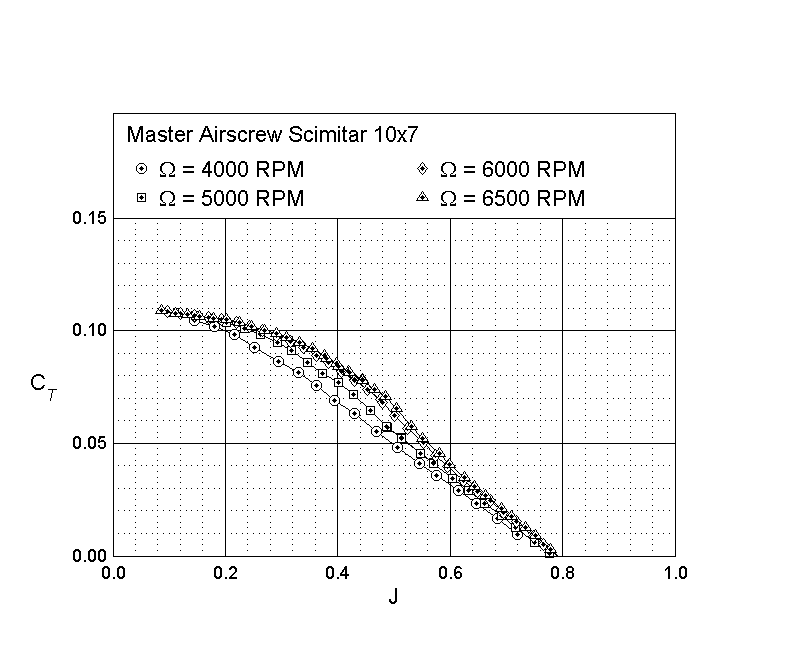 Master Airscrew Scimitar 10x7
Ω = 4000 RPM Ω = 6000 RPM
Ω = 5000 RPM Ω = 6500 RPM
0.15
0.10
C_T
0.05
0.00
0.0 0.2 0.4 0.6 0.8 1.0
J